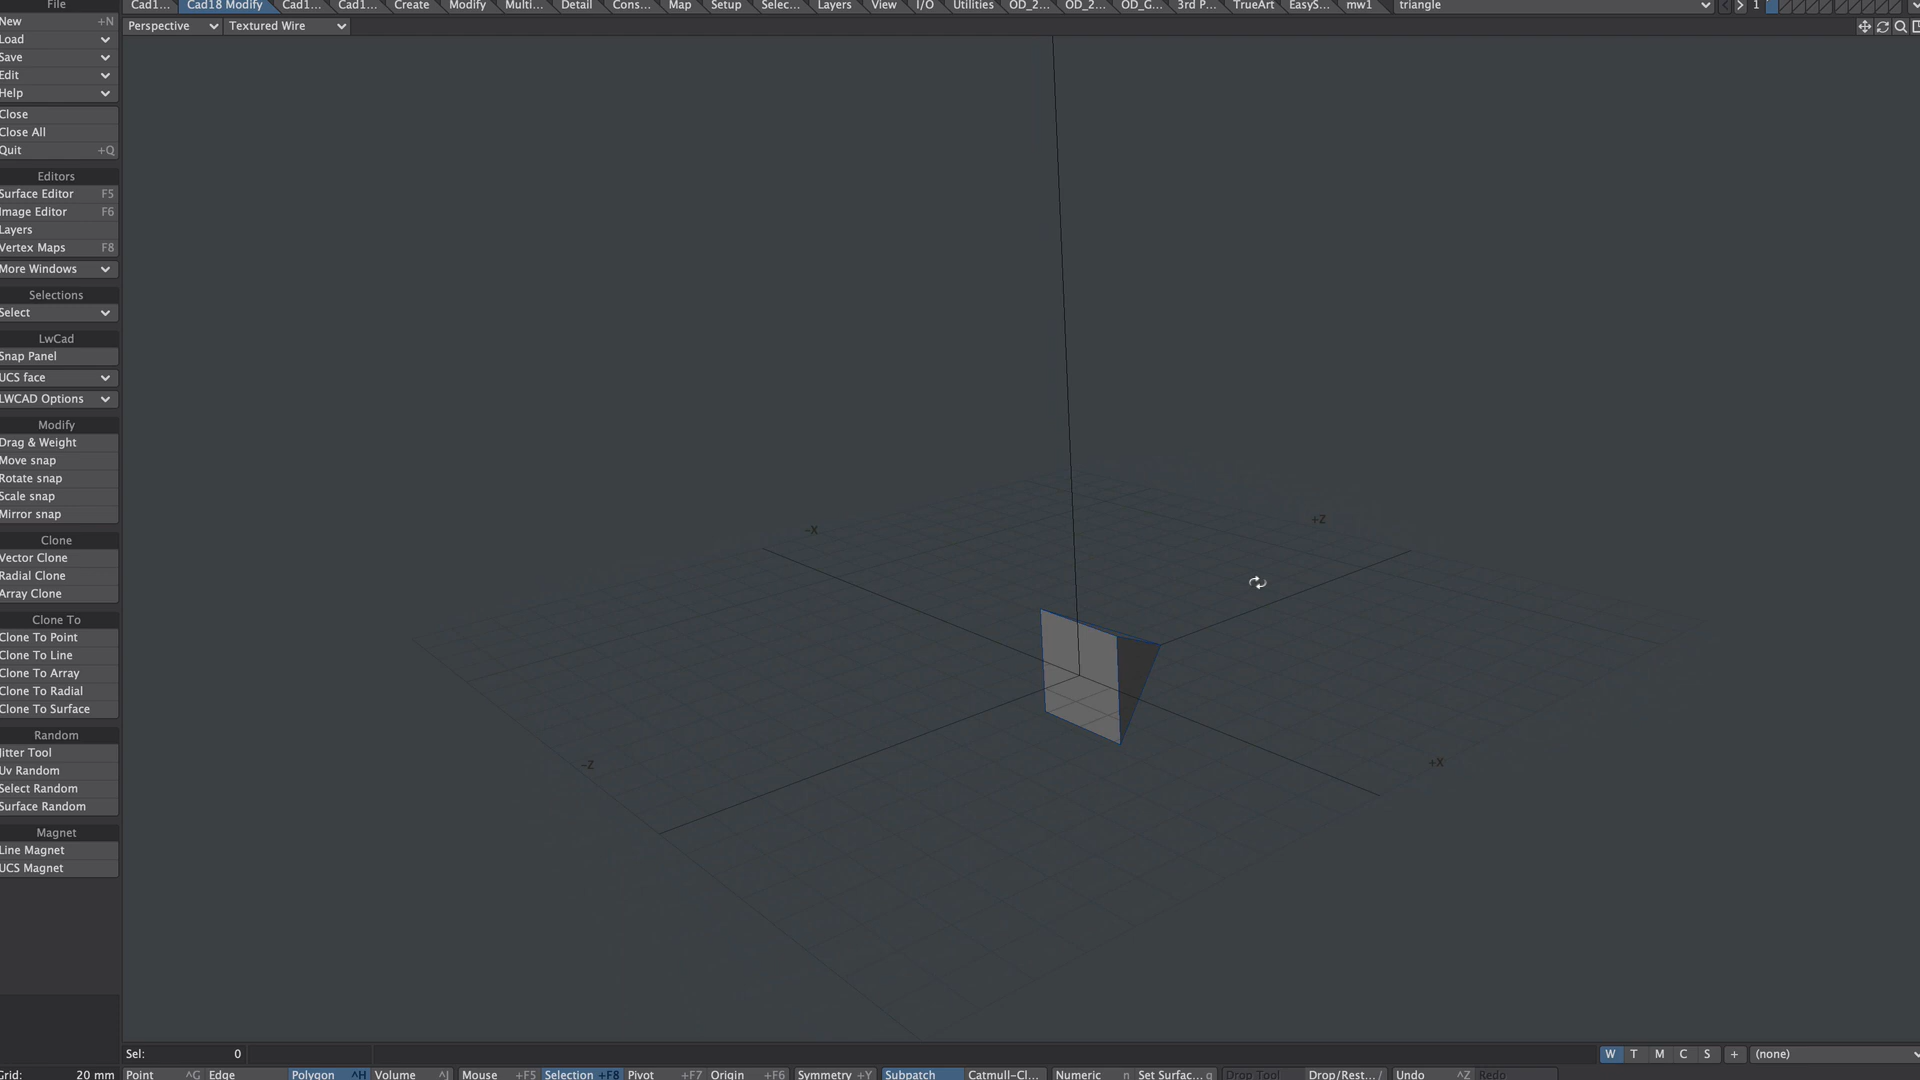 File Cad1... Cad18 Modify Cad1... Cad1... Create Modify Multi... Detail Cons... Map Setup Selec... Layers View I/O Utilities OD_2... OD_2... OD_G... 3rd P... TrueArt EasyS... mw1 triangle 1
New +N
Perspective Textured Wire
Load
Save
Edit
Help
Close
Close All
Quit +Q
Editors
Surface Editor F5
Image Editor F6
Layers
Vertex Maps F8
More Windows
Selections
Select
LwCad
Snap Panel
UCS face
LWCAD Options
Modify
Drag & Weight
Move snap
Rotate snap
Scale snap
Mirror snap
Clone
Vector Clone
Radial Clone
Array Clone
Clone To
Clone To Point
Clone To Line
Clone To Array
Clone To Radial
Clone To Surface
Random
Jitter Tool
Uv Random
Select Random
Surface Random
Magnet
Line Magnet
UCS Magnet
-X
+Z
-Z
+X
Sel: 0 W T M C S + (none)
Grid: 20 mm Point ^G Edge Polygon ^H Volume ^J Mouse +F5 Selection +F8 Pivot +F7 Origin +F6 Symmetry +Y Subpatch Catmull-Cl... Numeric n Set Surfac... q Drop Tool Drop/Rest... / Undo ^Z Redo